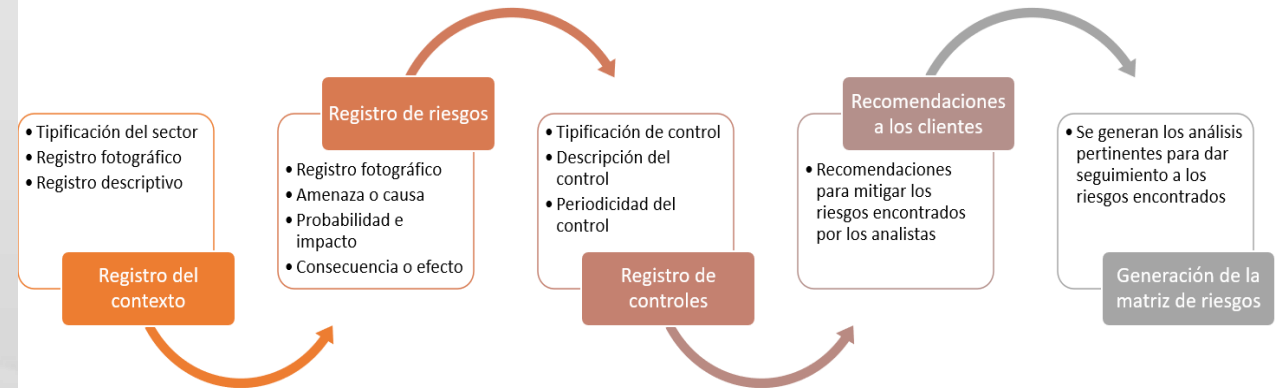 • Tipificación del sector
• Registro fotográfico
• Registro descriptivo
Registro del
contexto
Registro de riesgos
• Registro fotográfico
• Amenaza o causa
• Probabilidad e
impacto
• Consecuencia o efecto
• Tipificación de control
• Descripción del
control
• Periodicidad del
control
Registro de
controles
Recomendaciones
a los clientes
• Recomendaciones
para mitigar los
riesgos encontrados
por los analistas
• Se generan los análisis
pertinentes para dar
seguimiento a los
riesgos encontrados
Generación de la
matriz de riesgos